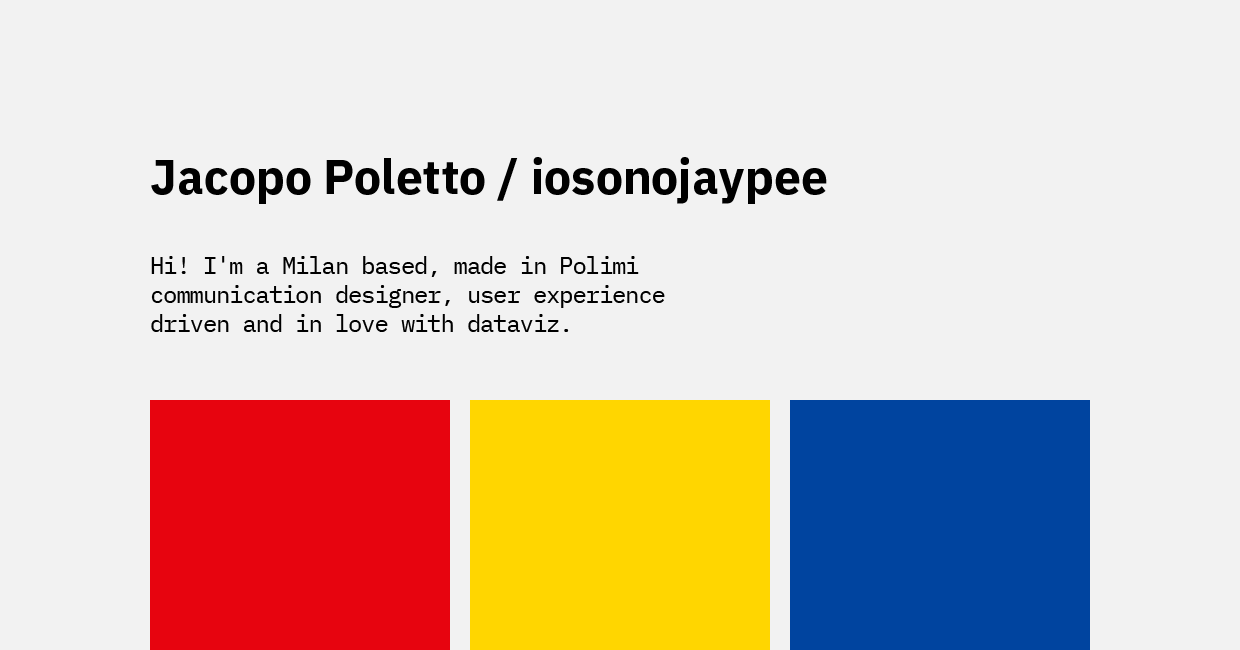 Jacopo Poletto / iosonojaypee
Hi! I'm a Milan based, made in Polimi
communication designer, user experience
driven and in love with dataviz.